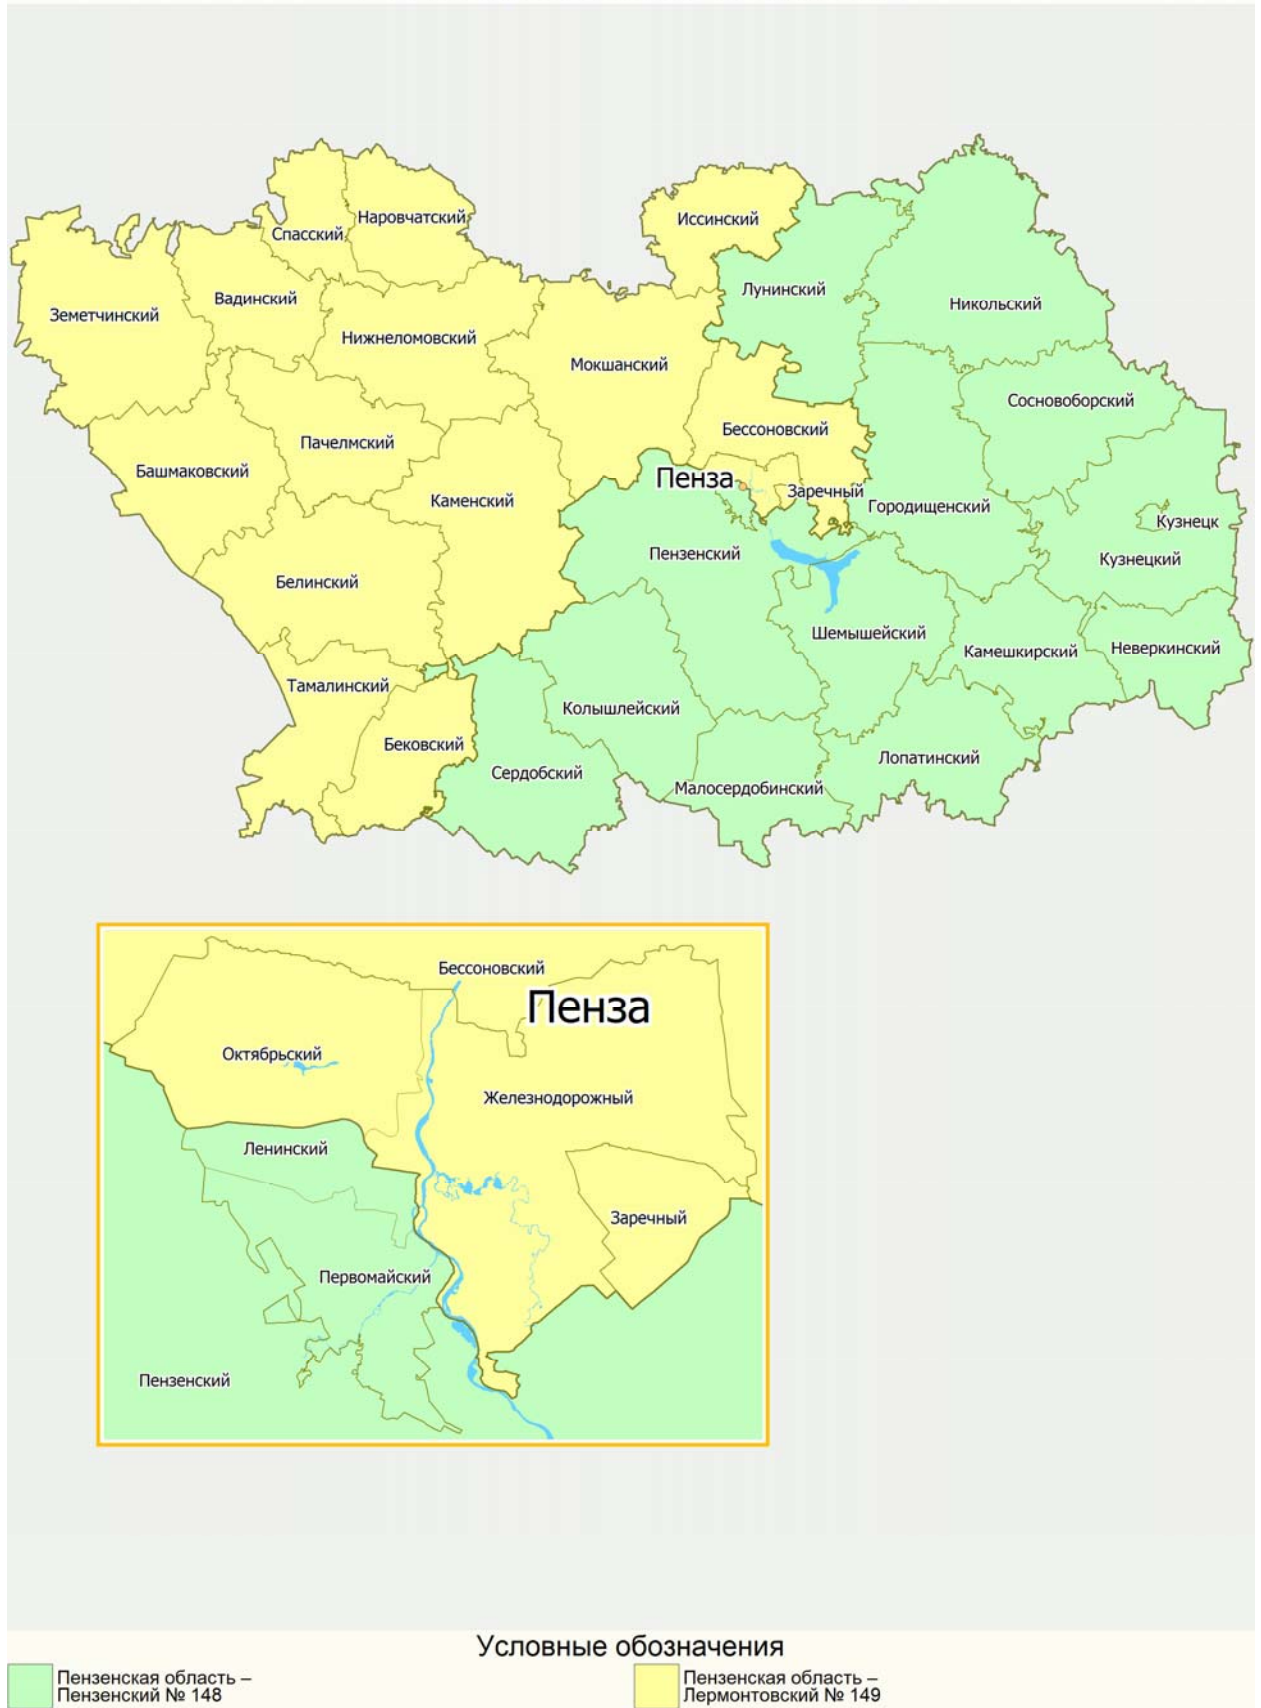 Наровчатский
Спасский
Иссинский
Вадинский
Земетчинский
Лунинский
Никольский
Нижнеломовский
Мокшанский
Сосновоборский
Бессоновский
Пачелмский
Башмаковский
Пенза
Заречный
Каменский
Городищенский
Кузнецк
Пензенский
Кузнецкий
Белинский
Шемышейский
Камешкирский
Неверкинский
Тамалинский
Колышлейский
Бековский
Лопатинский
Сердобский
Малосердобинский
Бессоновский
Пенза
Октябрьский
Железнодорожный
Ленинский
Заречный
Первомайский
Пензенский
Условные обозначения
Пензенская область –
Пензенский № 148
Пензенская область –
Лермонтовский № 149